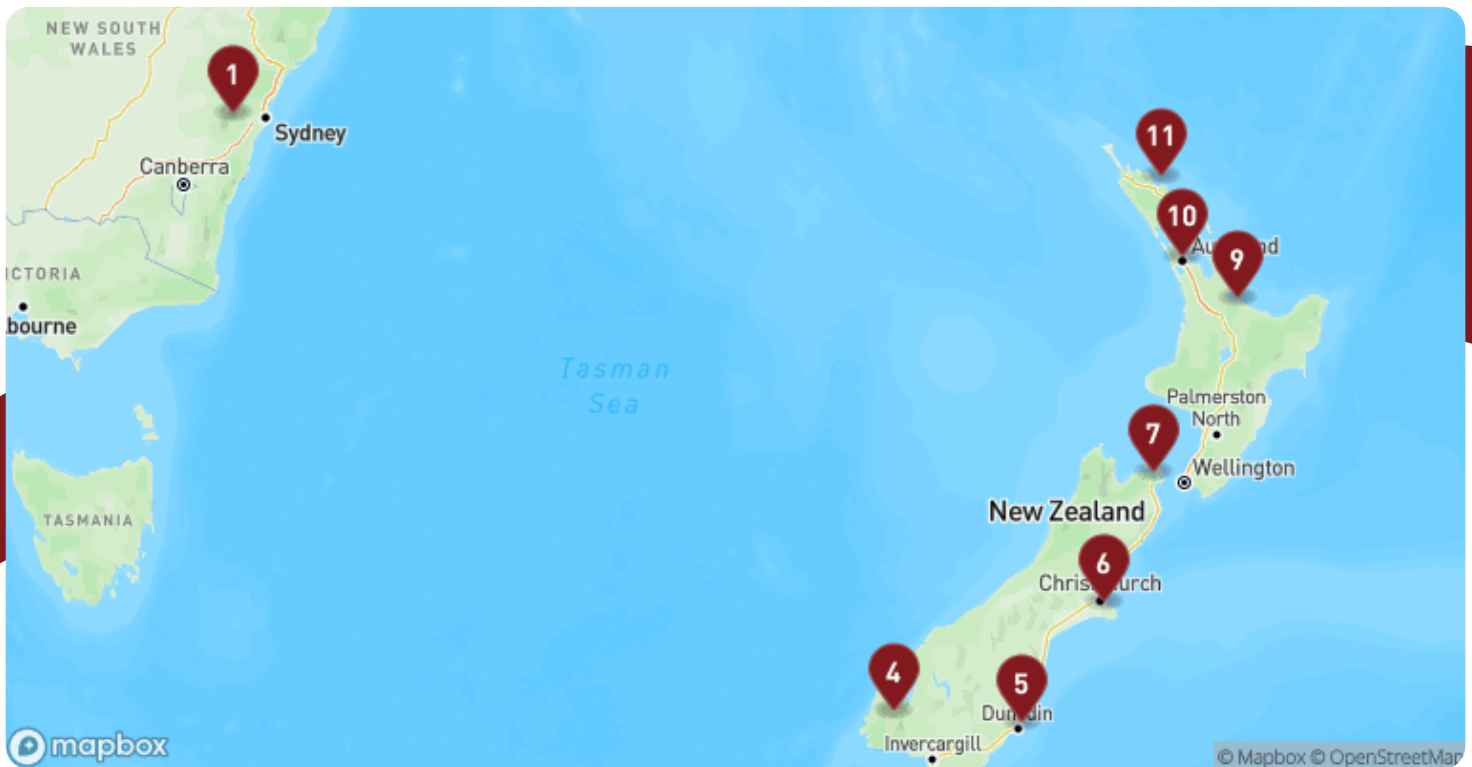 NEW SOUTH
WALES
1
Sydney
Canberra
ICTORIA
lbourne
TASMANIA
Tasman
Sea
11
10
9
Palmerston
North
7
Wellington
New Zealand
6
4
5
Invercargill
mapbox
© Mapbox © OpenStreetMap